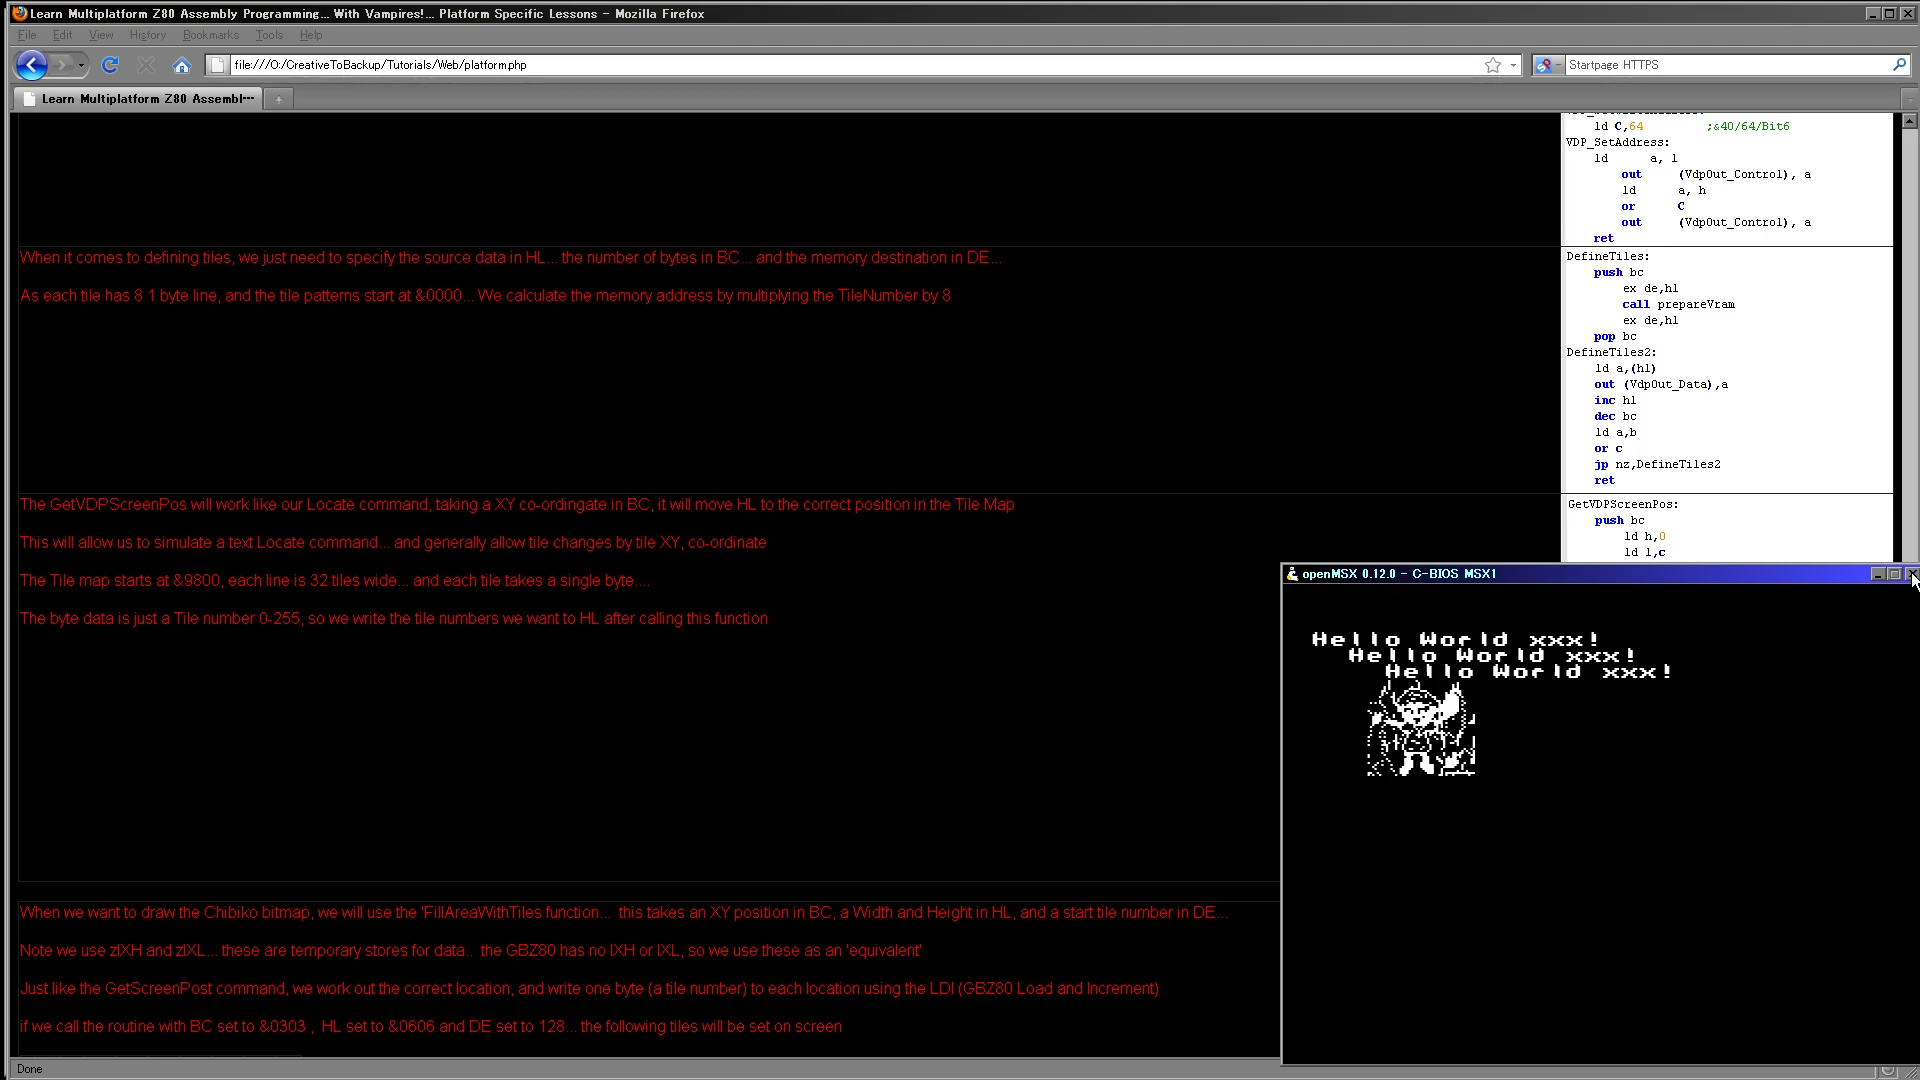 Learn Multiplatform Z80 Assembly Programming... With Vampires!... Platform Specific Lessons - Mozilla Firefox
File Edit View History Bookmarks Tools Help
file:///O:/CreativeToBackup/Tutorials/Web/platform.php
Startpage HTTPS
Learn Multiplatform Z80 Assembl...
ld C,64 ;&40/64/Bit6
VDP_SetAddress:
ld a, l
out (VdpOut_Control), a
ld a, h
or C
out (VdpOut_Control), a
ret
When it comes to defining tiles, we just need to specify the source data in HL... the number of bytes in BC... and the memory destination in DE...
As each tile has 8 1 byte line, and the tile patterns start at &0000... We calculate the memory address by multiplying the TileNumber by 8
DefineTiles:
push bc
ex de,hl
call prepareVram
ex de,hl
pop bc
DefineTiles2:
ld a,(hl)
out (VdpOut_Data),a
inc hl
dec bc
ld a,b
or c
jp nz,DefineTiles2
ret
The GetVDPScreenPos will work like our Locate command, taking a XY co-ordingate in BC, it will move HL to the correct position in the Tile Map
This will allow us to simulate a text Locate command... and generally allow tile changes by tile XY, co-ordinate
The Tile map starts at &9800, each line is 32 tiles wide... and each tile takes a single byte....
The byte data is just a Tile number 0-255, so we write the tile numbers we want to HL after calling this function
GetVDPScreenPos:
push bc
ld h,0
ld l,c
openMSX 0.12.0 - C-BIOS MSX1
Hello World xxx!
Hello World xxx!
Hello World xxx!
When we want to draw the Chibiko bitmap, we will use the 'FillAreaWithTiles function... this takes an XY position in BC, a Width and Height in HL, and a start tile number in DE...
Note we use zIXH and zIXL... these are temporary stores for data.. the GBZ80 has no IXH or IXL, so we use these as an 'equivalent'
Just like the GetScreenPost command, we work out the correct location, and write one byte (a tile number) to each location using the LDI (GBZ80 Load and Increment)
if we call the routine with BC set to &0303 , HL set to &0606 and DE set to 128... the following tiles will be set on screen
Done